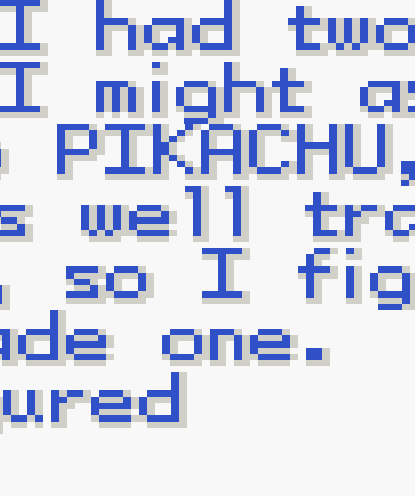 I had two
I might as
PIKACHU,
s well tra
, so I fig
ade one.
ured